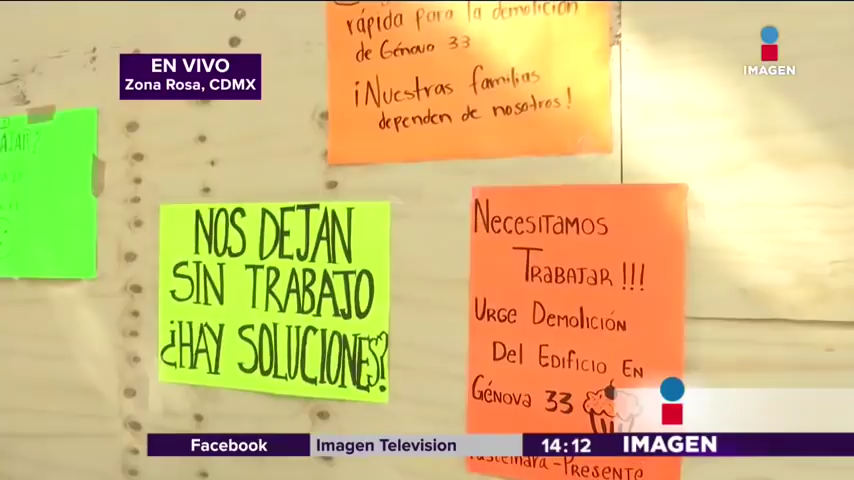 rápida para la demolición
de Génova 33
¡Nuestras familias
dependen de nosotros!
IMAGEN
EN VIVO
Zona Rosa, CDMX
NOS DEJAN
SIN TRABAJO
¿HAY SOLUCIONES?
NECESITAMOS
TRABAJAR!!!
URGE DEMOLICIÓN
DEL EDIFICIO EN
GÉNOVA 33
PRESENTE
Facebook
Imagen Television
14:12
IMAGEN